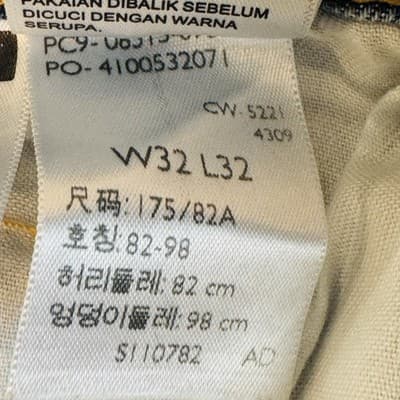 PAKAIAN DIBALIK SEBELUM
DICUCI DENGAN WARNA
SERUPA.
PO- 4100532071
CW- 5221
4309
W32 L32
尺码: 175/82A
호칭: 82-98
허리둘레: 82 cm
엉덩이둘레: 98 cm
S110782 AD